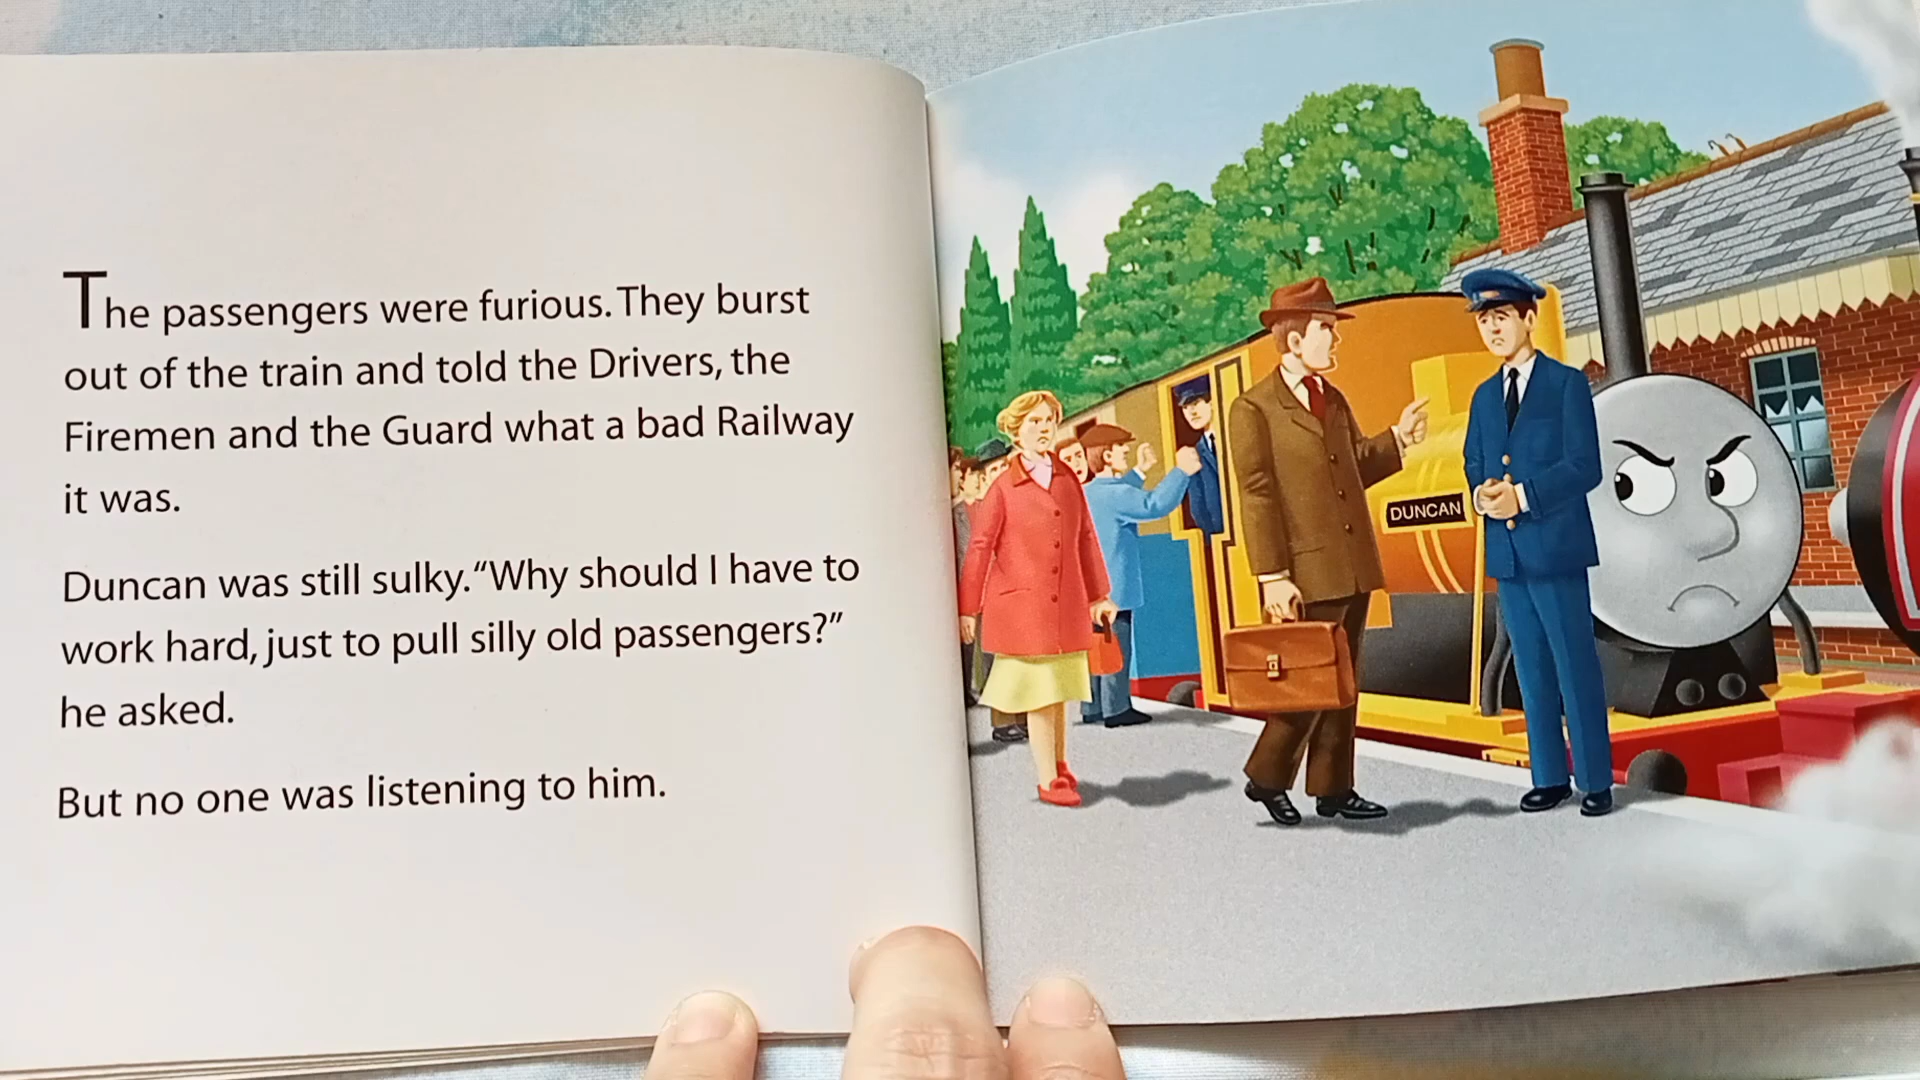 The passengers were furious. They burst
out of the train and told the Drivers, the
Firemen and the Guard what a bad Railway
it was.
Duncan was still sulky. “Why should I have to
work hard, just to pull silly old passengers?”
he asked.
But no one was listening to him.
DUNCAN